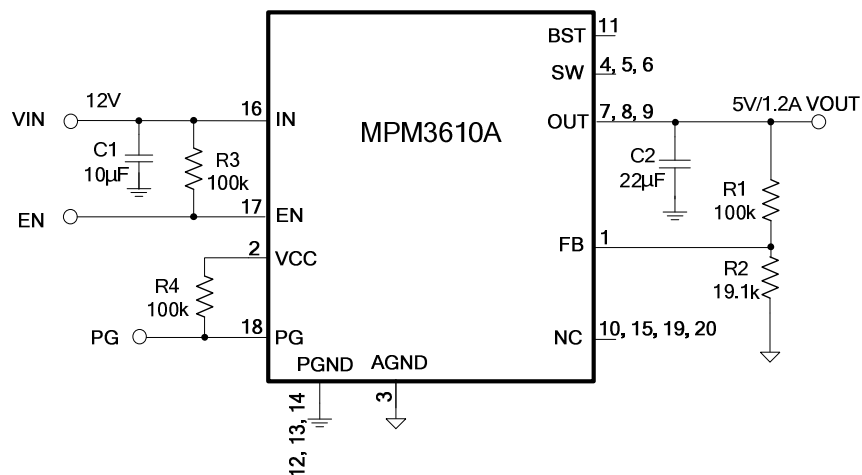 BST
11
SW
4, 5, 6
VIN
12V
16
IN
MPM3610A
OUT
7, 8, 9
5V/1.2A VOUT
C1
10µF
R3
100k
C2
22µF
R1
100k
EN
17
EN
FB
1
2
VCC
R2
19.1k
R4
100k
PG
18
PG
NC
10, 15, 19, 20
PGND
AGND
12, 13, 14
3